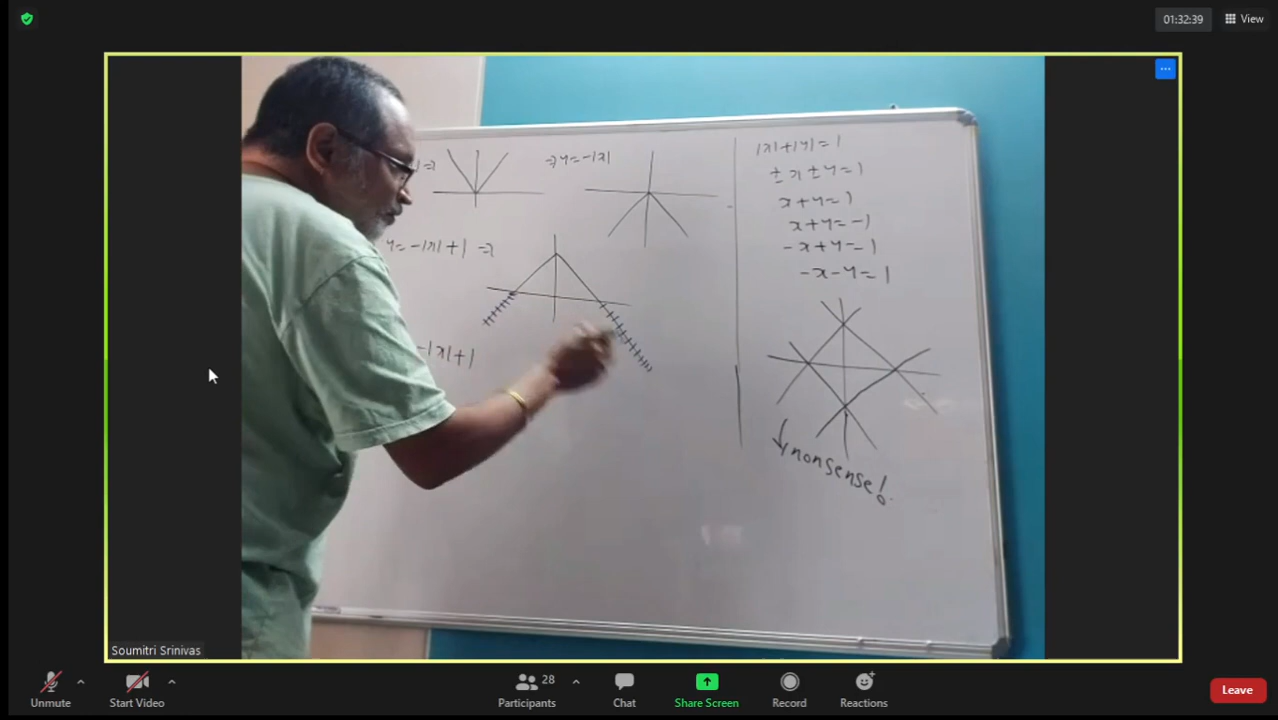 01:32:39
View
⇒ y=-|x|
y=-|x|+1 ⇒
-|x|+1
|x|+|y|=1
±x±y=1
x+y=1
x+y=-1
-x+y=1
-x-y=1
nonsense!
Soumitri Srinivas
Unmute
Start Video
28
Participants
Chat
Share Screen
Record
Reactions
Leave